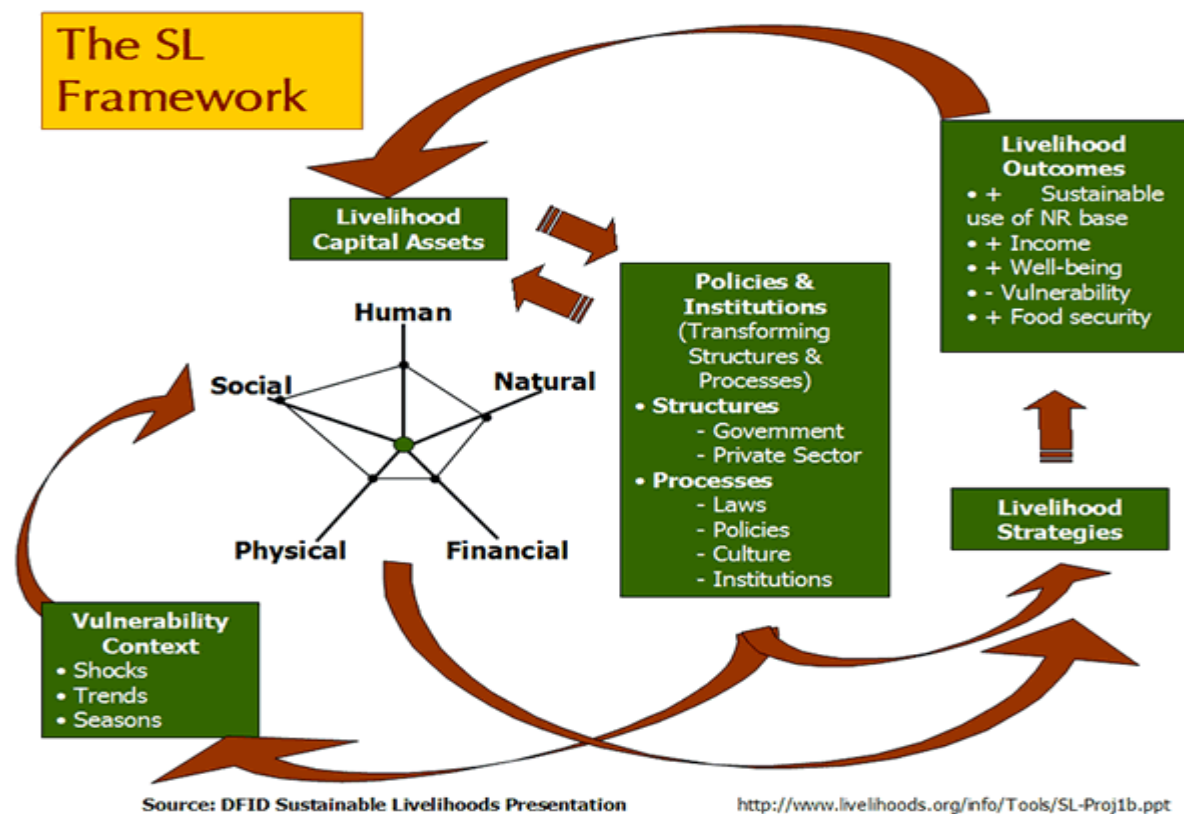 The SL
Framework
Livelihood
Outcomes
• + Sustainable
use of NR base
• + Income
• + Well-being
• - Vulnerability
• + Food security
Livelihood
Capital Assets
Policies &
Institutions
(Transforming
Structures &
Processes)
• Structures
- Government
- Private Sector
• Processes
- Laws
- Policies
- Culture
- Institutions
Human
Social
Natural
Physical
Financial
Livelihood
Strategies
Vulnerability
Context
• Shocks
• Trends
• Seasons
Source: DFID Sustainable Livelihoods Presentation
http://www.livelihoods.org/info/Tools/SL-Proj1b.ppt